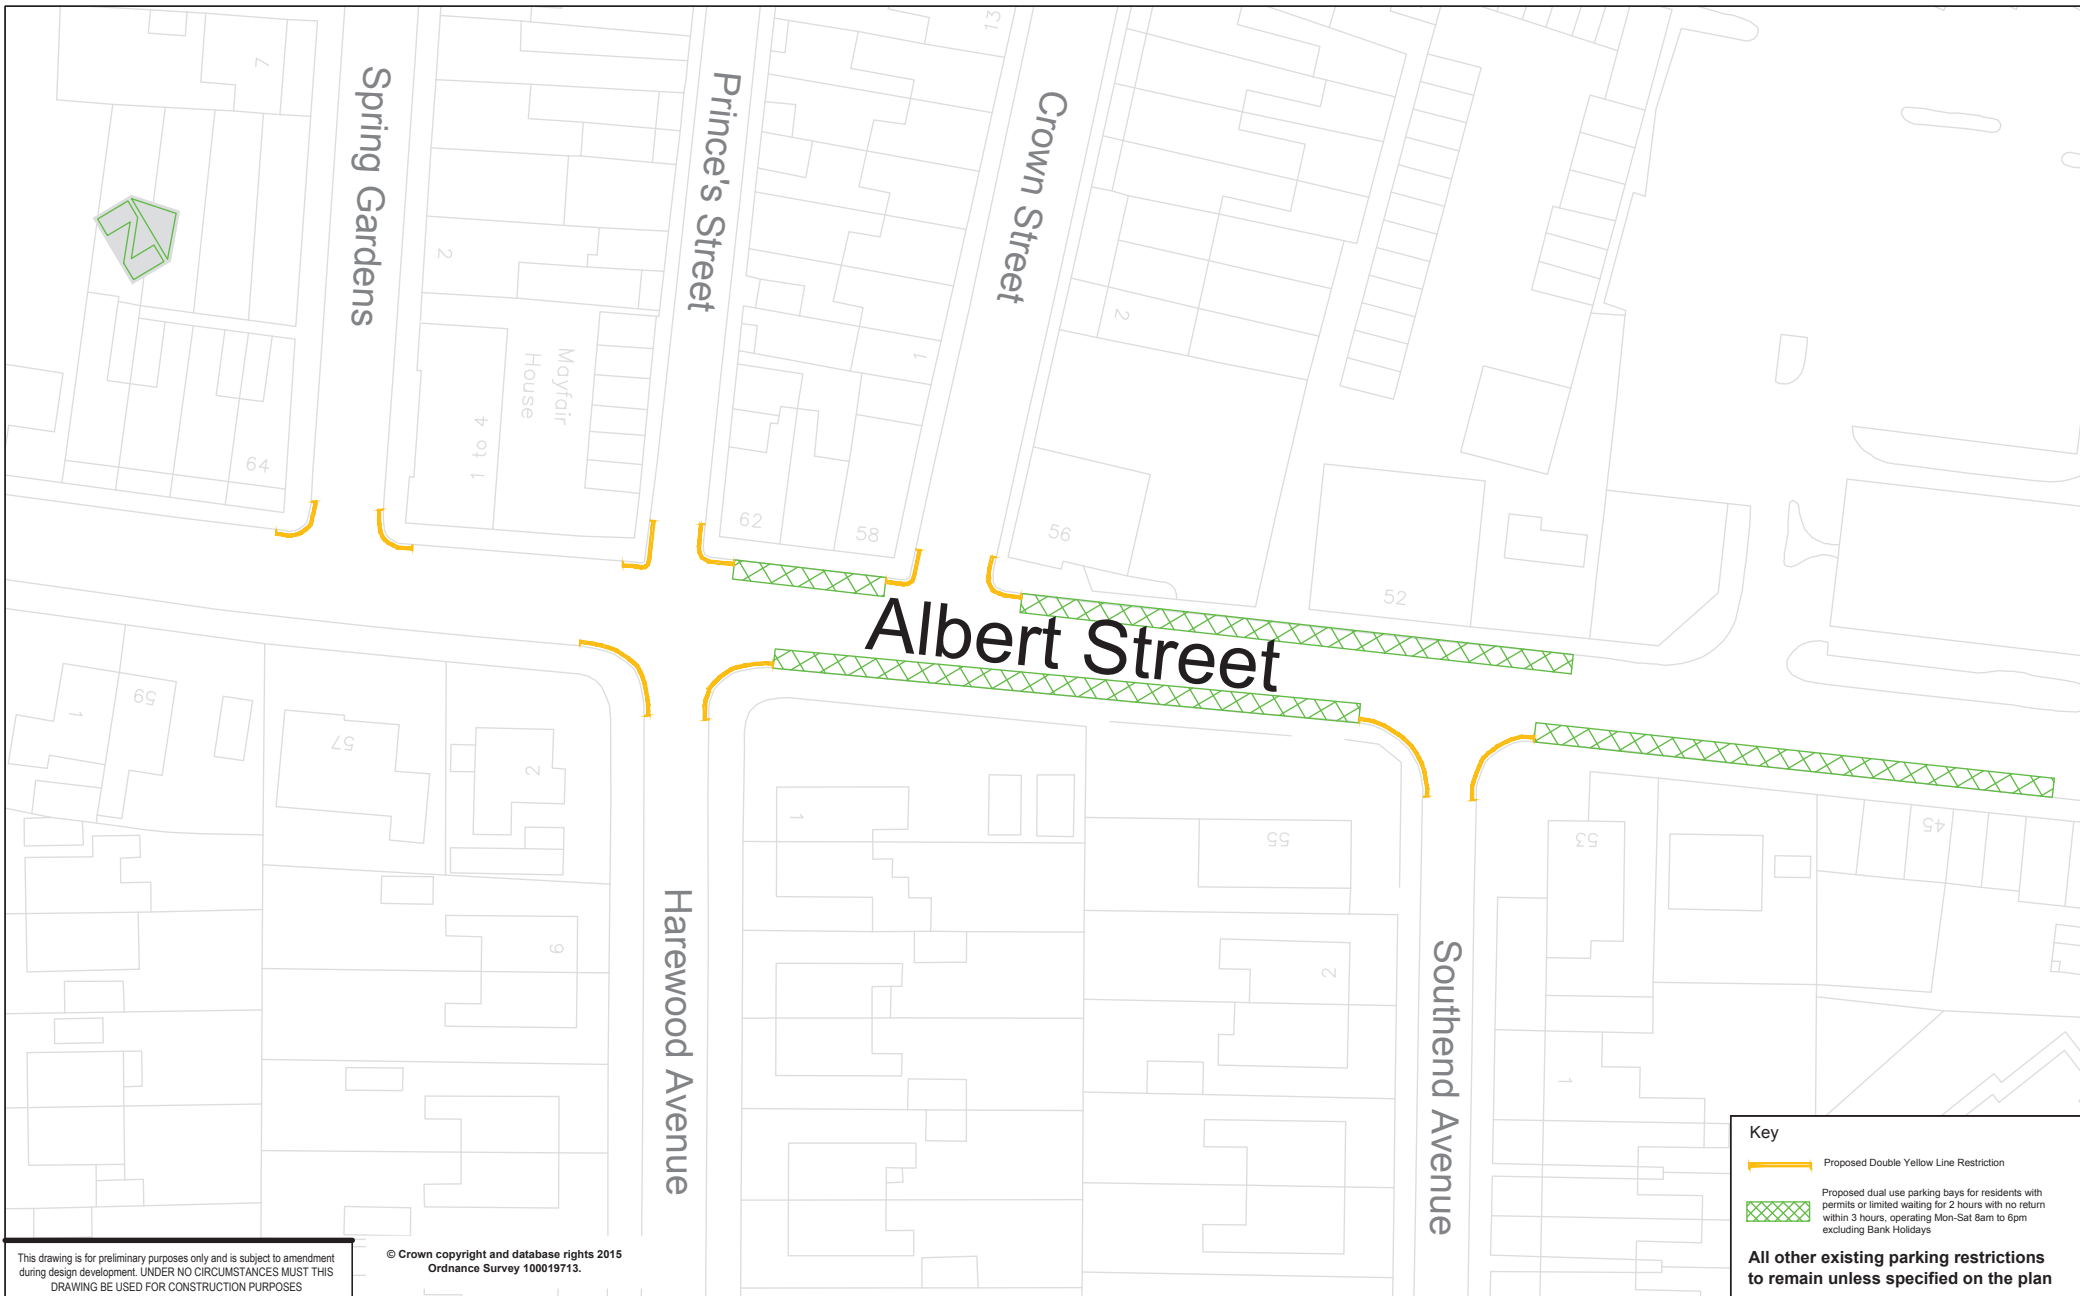 13
7
Spring Gardens
Prince's Street
Crown Street
2
2
1
Mayfair
House
1 to 4
64
62
58
56
52
Albert Street
59
1
57
2
1
55
53
45
9
2
1
Harewood Avenue
Southend Avenue
Key
Proposed Double Yellow Line Restriction
Proposed dual use parking bays for residents with
permits or limited waiting for 2 hours with no return
within 3 hours, operating Mon-Sat 8am to 6pm
excluding Bank Holidays
All other existing parking restrictions
to remain unless specified on the plan
This drawing is for preliminary purposes only and is subject to amendment
during design development. UNDER NO CIRCUMSTANCES MUST THIS
DRAWING BE USED FOR CONSTRUCTION PURPOSES
© Crown copyright and database rights 2015
Ordnance Survey 100019713.